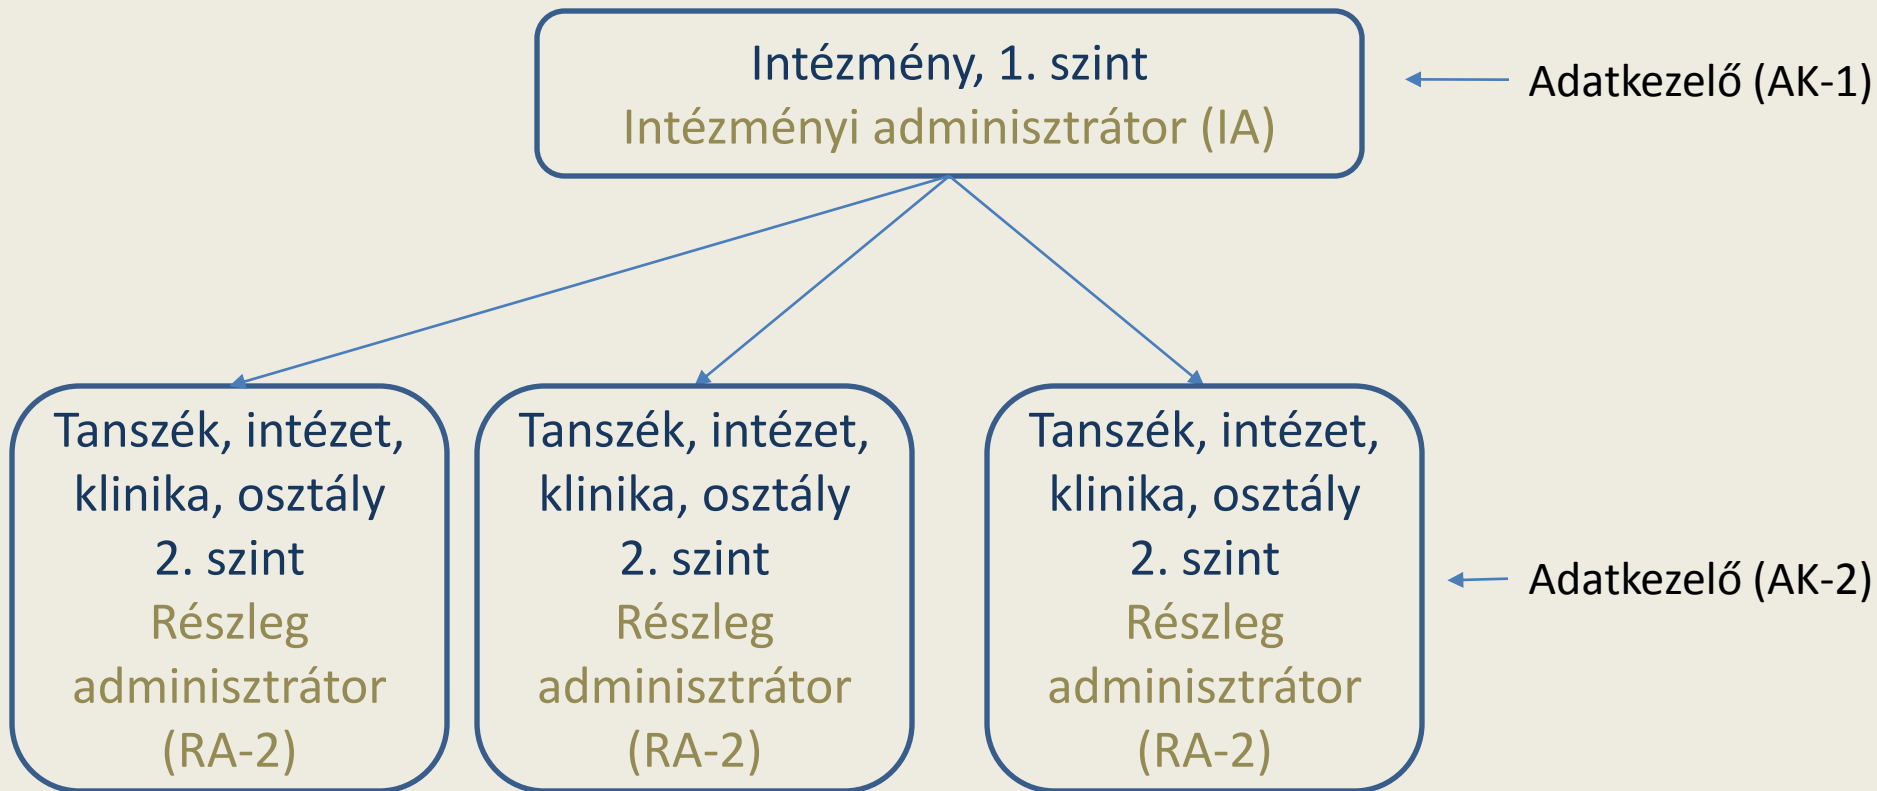 Intézmény, 1. szint
Intézményi adminisztrátor (IA)
Adatkezelő (AK-1)
Tanszék, intézet,
klinika, osztály
2. szint
Részleg
adminisztrátor
(RA-2)
Tanszék, intézet,
klinika, osztály
2. szint
Részleg
adminisztrátor
(RA-2)
Tanszék, intézet,
klinika, osztály
2. szint
Részleg
adminisztrátor
(RA-2)
Adatkezelő (AK-2)